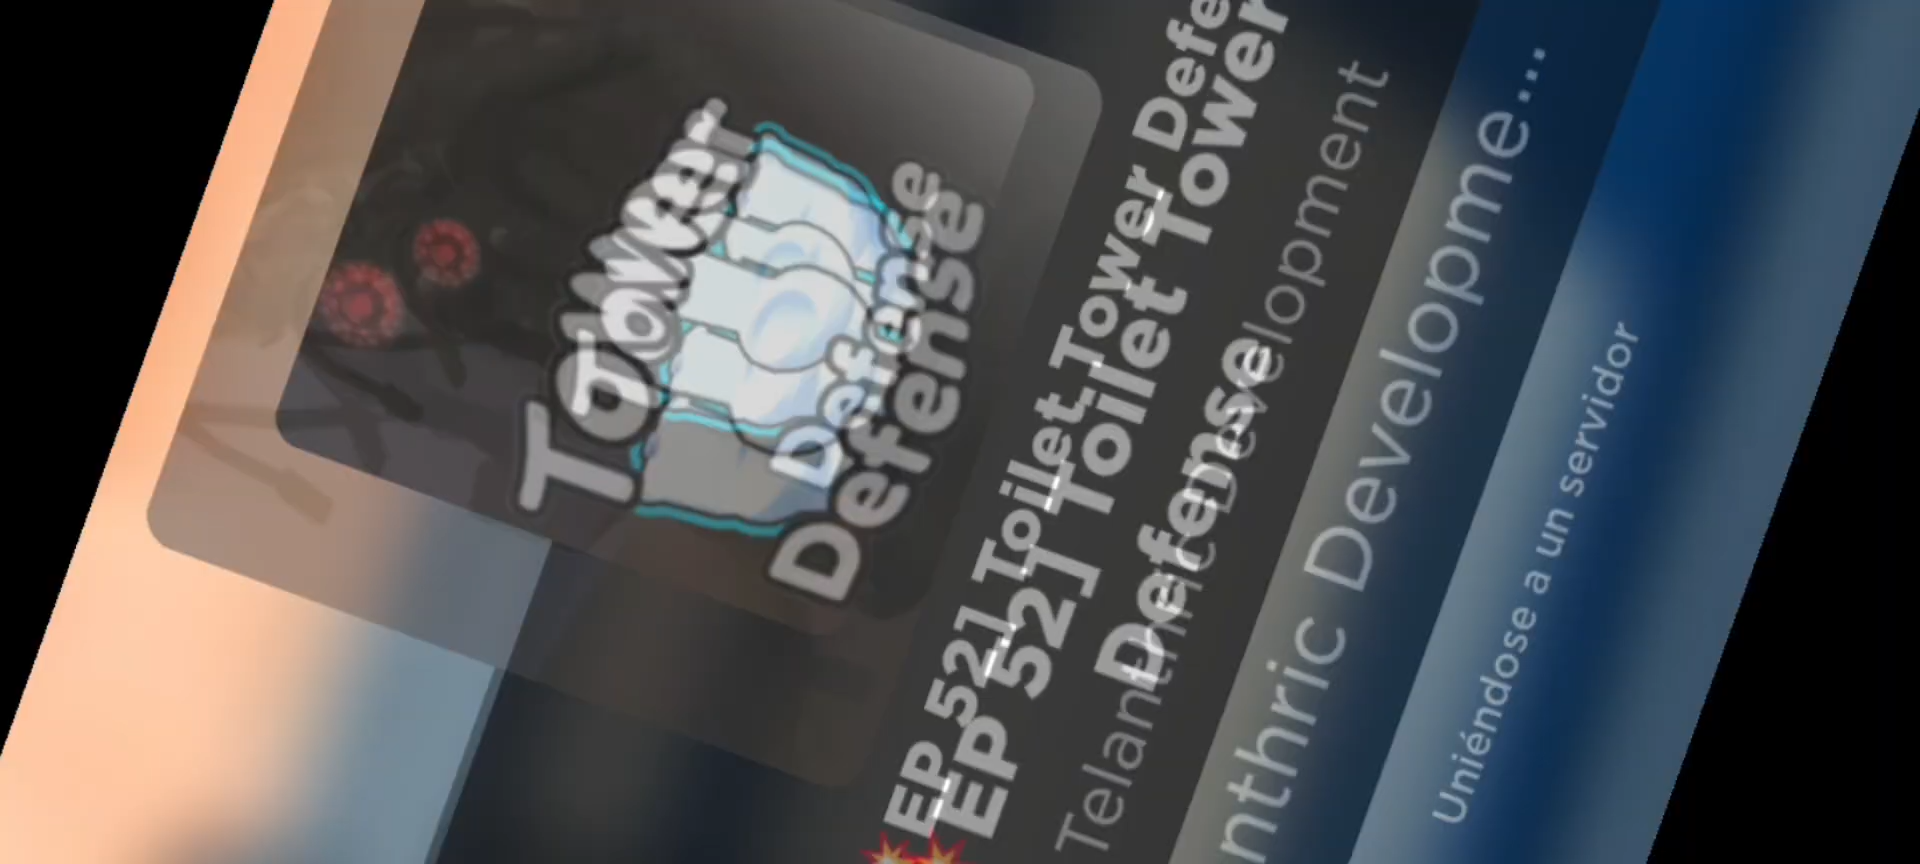 Tower
Defense
Tower
Defense
💥[EP 52] Toilet Tower Defe
EP 52] Toilet Tower
Defense
Telanthric Development
nthric Developme...
Uniéndose a un servidor